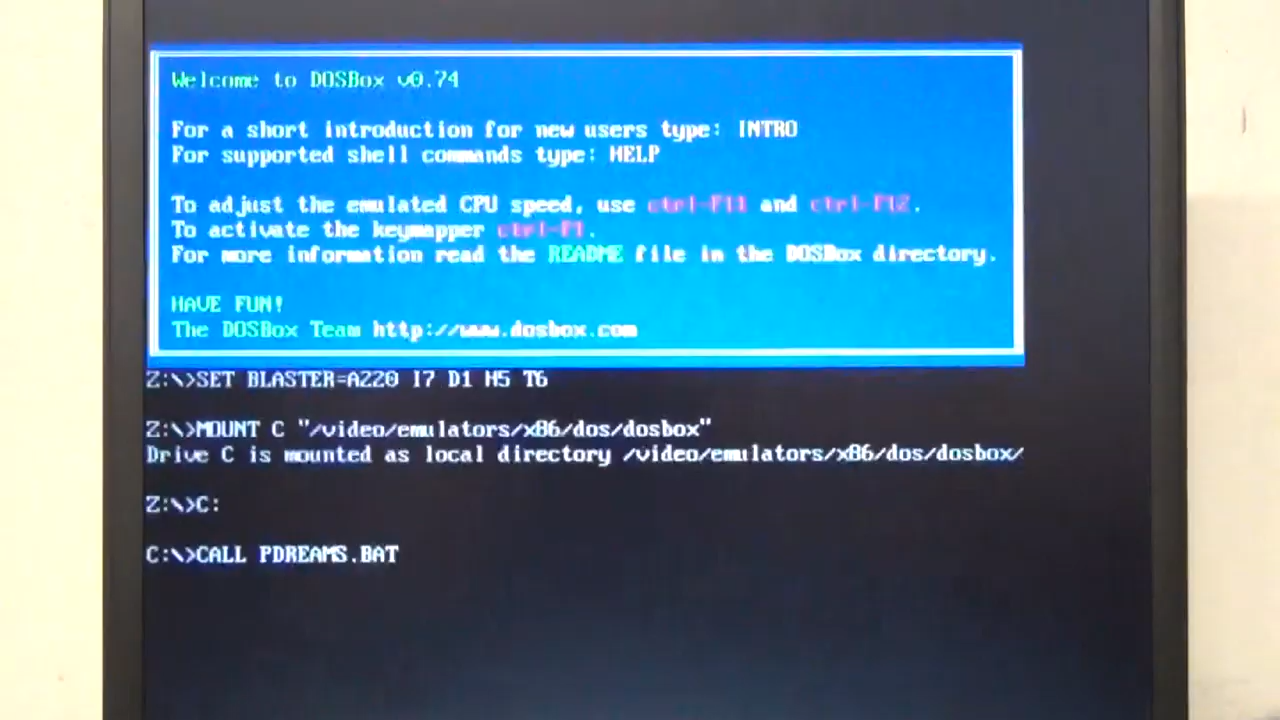 Welcome to DOSBox v0.74
For a short introduction for new users type: INTRO
For supported shell commands type: HELP
To adjust the emulated CPU speed, use ctrl-F11 and ctrl-F12.
To activate the keymapper ctrl-F1.
For more information read the README file in the DOSBox directory.
HAVE FUN!
The DOSBox Team http://www.dosbox.com
Z:\>SET BLASTER=A220 I7 D1 H5 T6
Z:\>MOUNT C "/video/emulators/x86/dos/dosbox"
Drive C is mounted as local directory /video/emulators/x86/dos/dosbox/
Z:\>C:
C:\>CALL PDREAMS.BAT